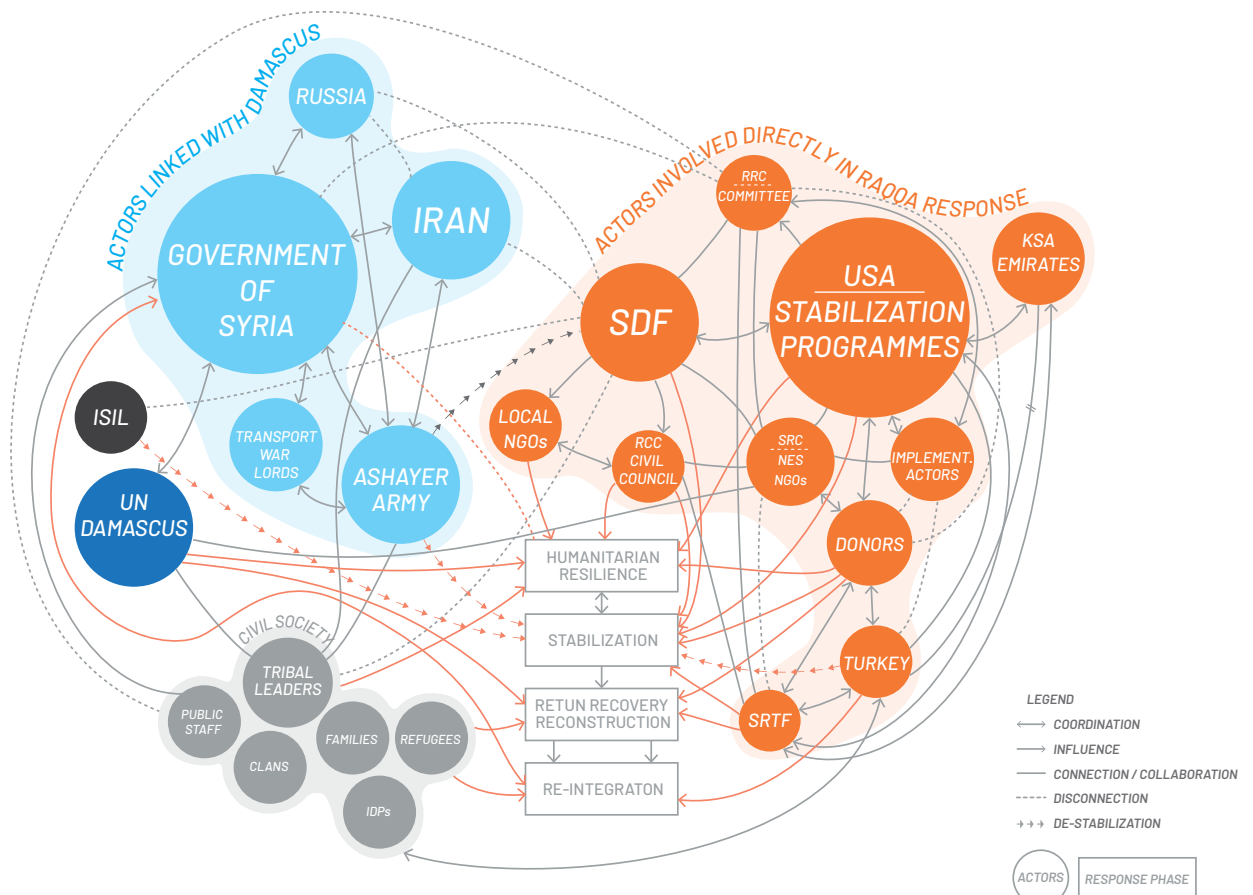 ACTORS LINKED WITH DAMASCUS
RUSSIA
IRAN
GOVERNMENT
OF
SYRIA
ISIL
TRANSPORT
WAR
LORDS
ASHAYER
ARMY
UN
DAMASCUS
ACTORS INVOLVED DIRECTLY IN RAQQA RESPONSE
RRC
COMMITTEE
KSA
EMIRATES
USA
STABILIZATION
PROGRAMMES
SDF
LOCAL
NGOs
RCC
CIVIL
COUNCIL
SRC
NES
NGOs
IMPLEMENT.
ACTORS
DONORS
TURKEY
SRTF
HUMANITARIAN
RESILIENCE
STABILIZATION
RETUN RECOVERY
RECONSTRUCTION
RE-INTEGRATON
CIVIL SOCIETY
TRIBAL
LEADERS
PUBLIC
STAFF
CLANS
FAMILIES
REFUGEES
IDPs
LEGEND
COORDINATION
INFLUENCE
CONNECTION / COLLABORATION
DISCONNECTION
DE-STABILIZATION
ACTORS
RESPONSE PHASE